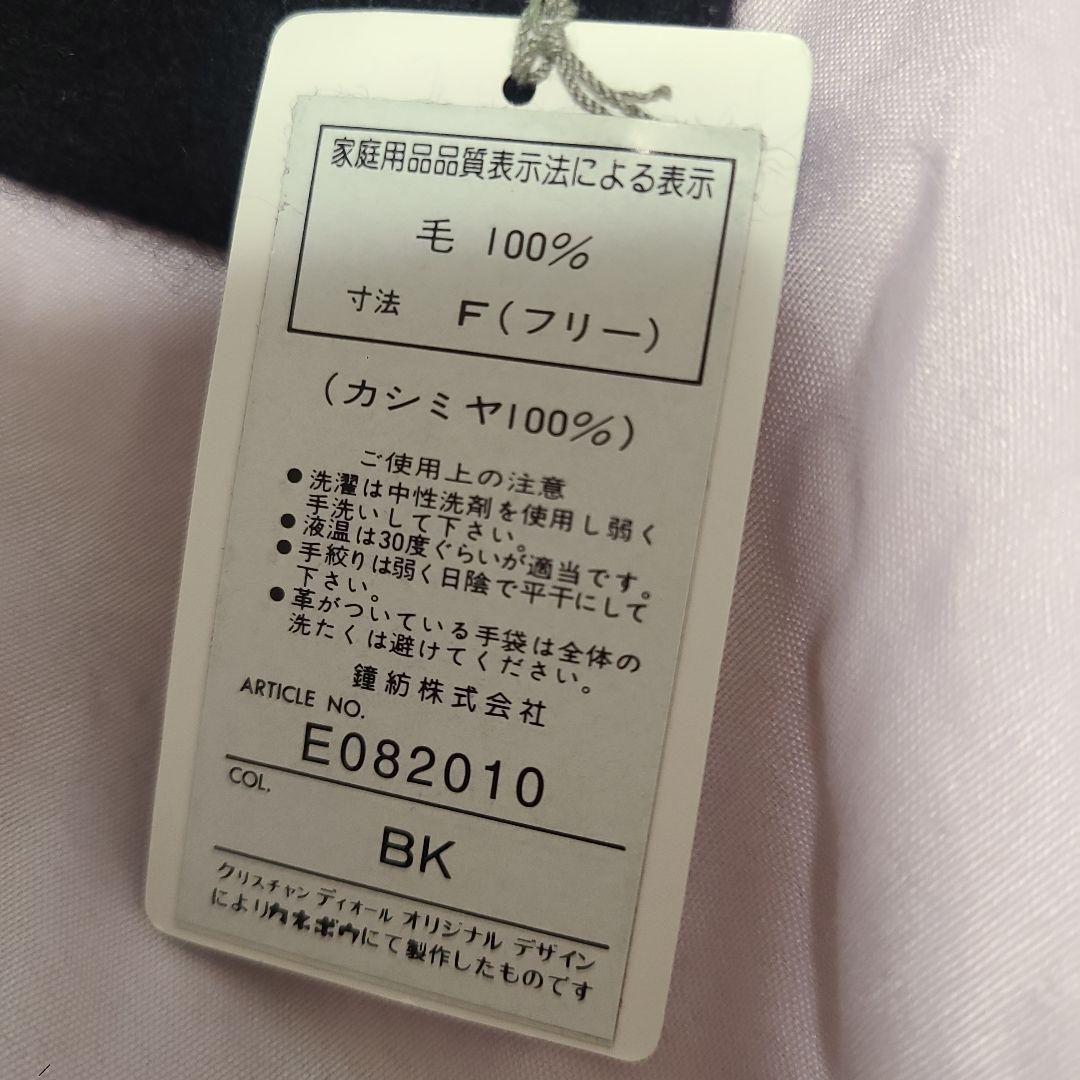 家庭用品品質表示法による表示
毛 100%
寸法 F(フリー)
(カシミヤ100%)
ご使用上の注意
●洗濯は中性洗剤を使用し弱く
手洗いして下さい。
●液温は30度ぐらいが適当です。
●手絞りは弱く日陰で平干にして
下さい。
●革がついている手袋は全体の
洗たくは避けてください。
鐘紡株式会社
ARTICLE NO.
E082010
COL.
BK
クリスチャン ディオール オリジナル デザイン
によりカネボウにて製作したものです